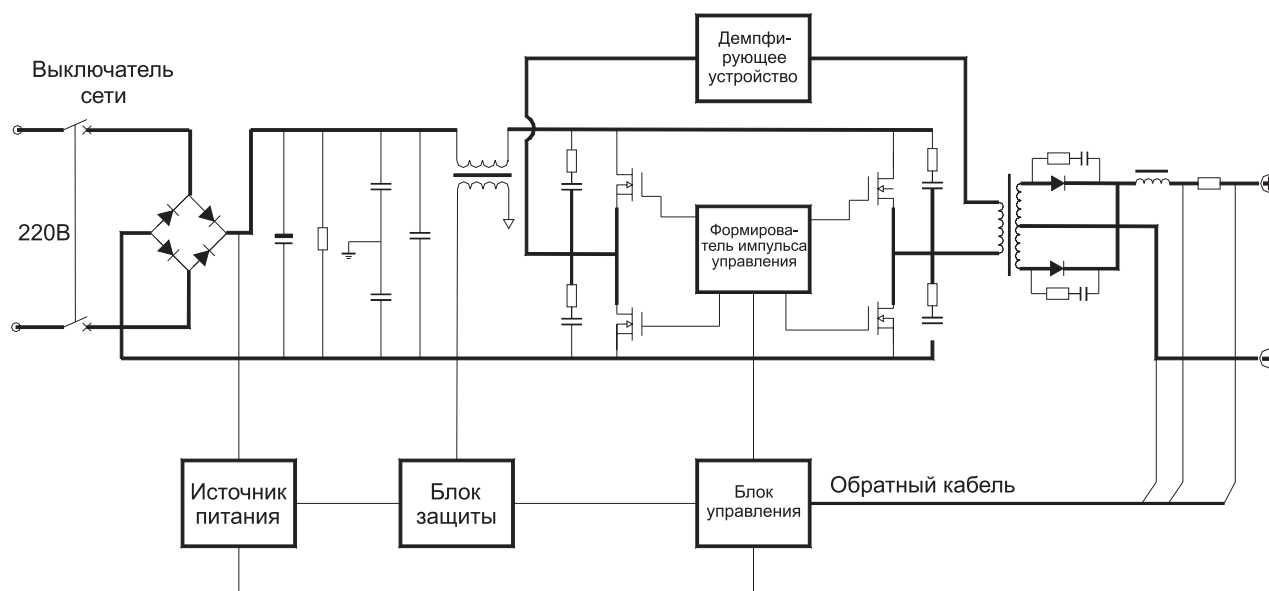 Демпфи-
рующее
устройство
Выключатель
сети
220В
Формирова-
тель импульса
управления
Источник
питания
Блок
защиты
Блок
управления
Обратный кабель